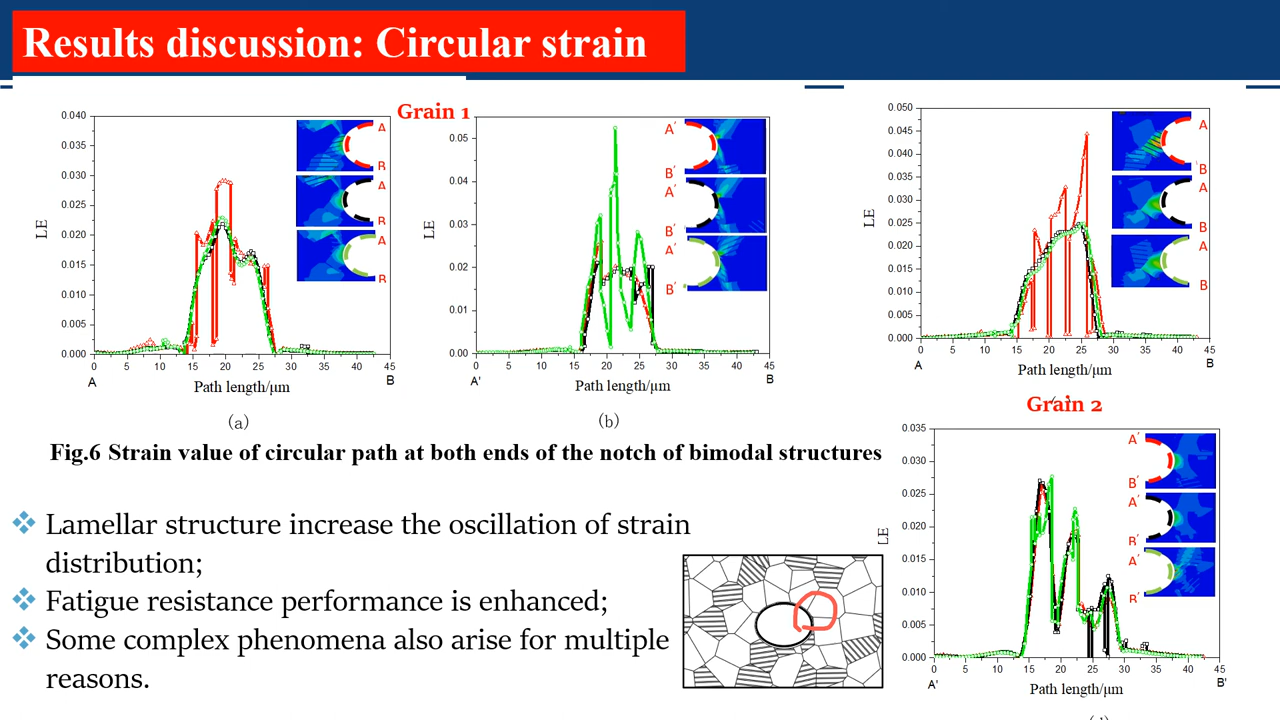 Results discussion: Circular strain
Grain 1
0.040
0.035
0.030
0.025
0.020
0.015
0.010
0.005
0.000
LE
0 5 10 15 20 25 30 35 40 45
A
B
Path length/μm
A
B
A
B
A
B
(a)
0.05
0.04
0.03
0.02
0.01
0.00
LE
0 5 10 15 20 25 30 35 40 45
A'
B
Path length/μm
A′
B′
A′
B′
A′
B′
(b)
0.050
0.045
0.040
0.035
0.030
0.025
0.020
0.015
0.010
0.005
0.000
LE
0 5 10 15 20 25 30 35 40 45
A
B
Path length/μm
A
B
A
B
A
B
Grain 2
Fig.6 Strain value of circular path at both ends of the notch of bimodal structures
0.035
0.030
0.025
0.020
0.015
0.010
0.005
0.000
LE
0 5 10 15 20 25 30 35 40 45
A'
B'
Path length/μm
A′
B′
A′
B′
A′
B′
Lamellar structure increase the oscillation of strain
distribution;
Fatigue resistance performance is enhanced;
Some complex phenomena also arise for multiple
reasons.